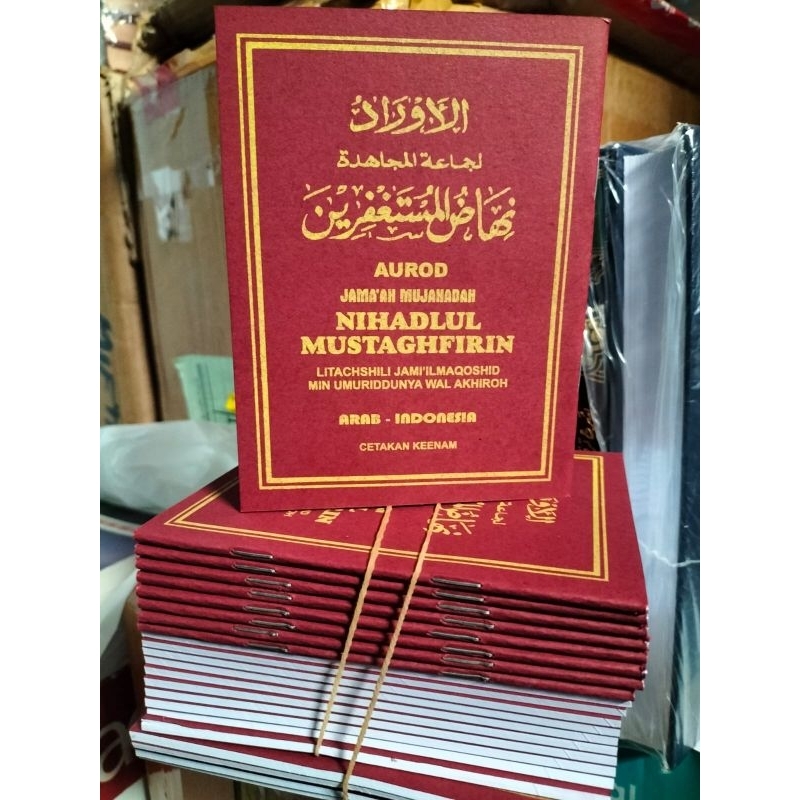 الأوراد
لجماعة المجاهدة
نهاض المستغفرين
AUROD
JAMA'AH MUJAHADAH
NIHADLUL
MUSTAGHFIRIN
LITACHSHILI JAMI'ILMAQOSHID
MIN UMURIDDUNYA WAL AKHIROH
ARAB - INDONESIA
CETAKAN KEENAM